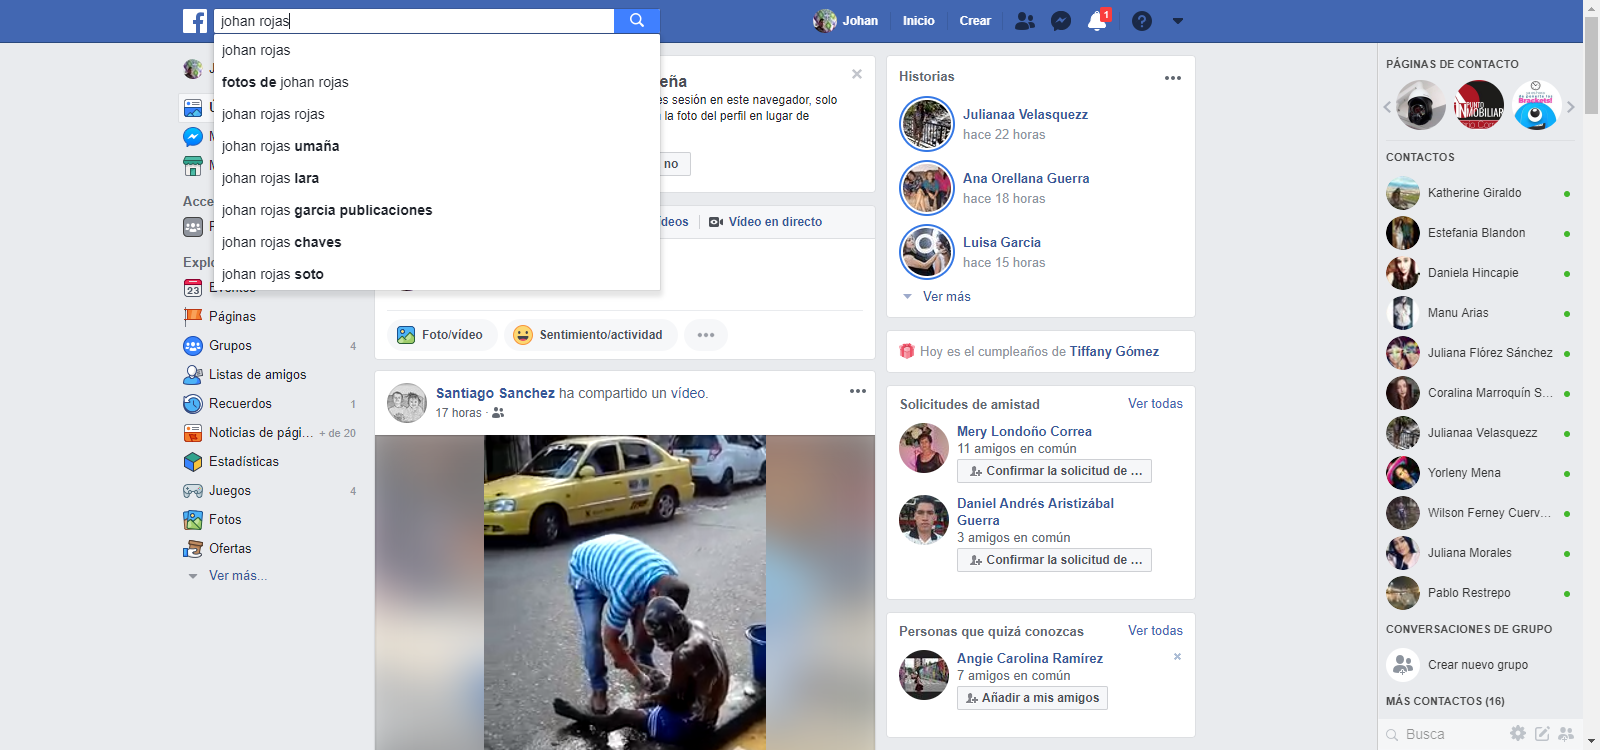 johan rojas
Johan
Inicio
Crear
1
johan rojas
fotos de johan rojas
johan rojas rojas
johan rojas umaña
johan rojas lara
johan rojas garcia publicaciones
johan rojas chaves
johan rojas soto
Acce
Explo
23
Eventos
Páginas
Grupos 4
Listas de amigos
Recuerdos 1
Noticias de pági... + de 20
Estadísticas
Juegos 4
Fotos
Ofertas
Ver más...
eña
es sesión en este navegador, solo
la foto del perfil en lugar de
no
ídeos
Vídeo en directo
Foto/vídeo
Sentimiento/actividad
Santiago Sanchez ha compartido un vídeo.
17 horas ·
Historias
Julianaa Velasquezz
hace 22 horas
Ana Orellana Guerra
hace 18 horas
Luisa Garcia
hace 15 horas
Ver más
Hoy es el cumpleaños de Tiffany Gómez
Solicitudes de amistad Ver todas
Mery Londoño Correa
11 amigos en común
Confirmar la solicitud de ...
Daniel Andrés Aristizábal
Guerra
3 amigos en común
Confirmar la solicitud de ...
Personas que quizá conozcas Ver todas
Angie Carolina Ramírez
7 amigos en común
Añadir a mis amigos
PÁGINAS DE CONTACTO
PUNTO
INMOBILIAR
Brackets!
CONTACTOS
Katherine Giraldo
Estefania Blandon
Daniela Hincapie
Manu Arias
Juliana Flórez Sánchez
Coralina Marroquín S...
Julianaa Velasquezz
Yorleny Mena
Wilson Ferney Cuerv...
Juliana Morales
Pablo Restrepo
CONVERSACIONES DE GRUPO
Crear nuevo grupo
MÁS CONTACTOS (16)
Busca